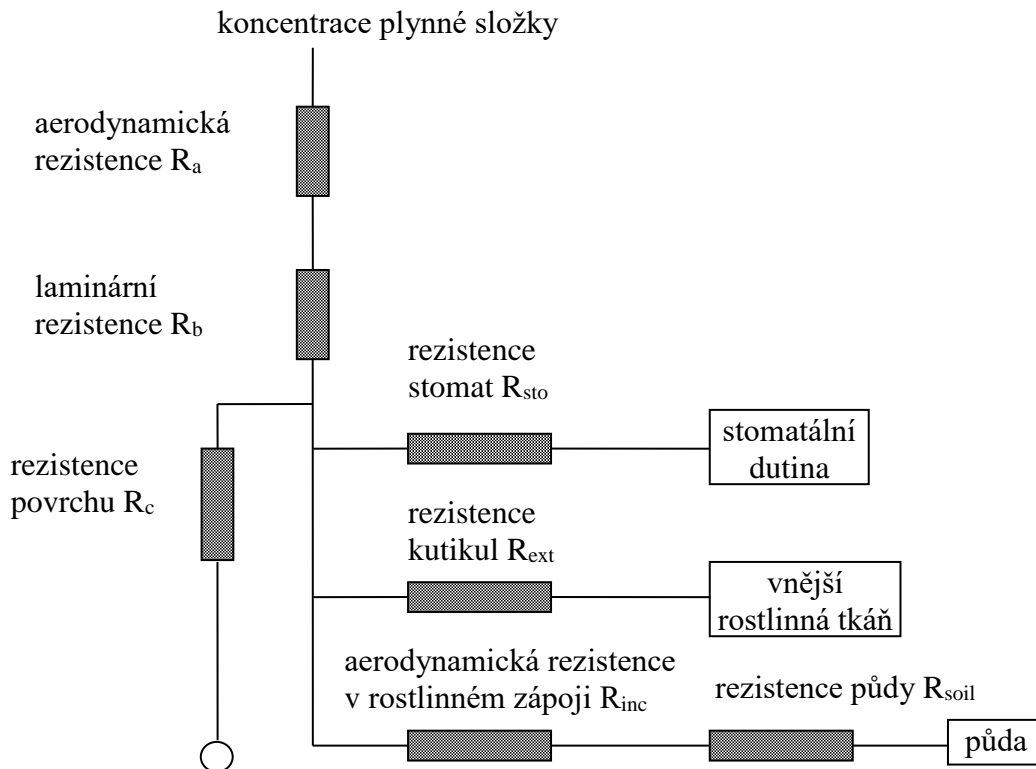 koncentrace plynné složky
aerodynamická
rezistence Ra
laminární
rezistence Rb
rezistence
stomat Rsto
stomatální
dutina
rezistence
povrchu Rc
rezistence
kutikul Rext
vnější
rostlinná tkáň
aerodynamická rezistence
v rostlinném zápoji Rinc
rezistence půdy Rsoil
půda